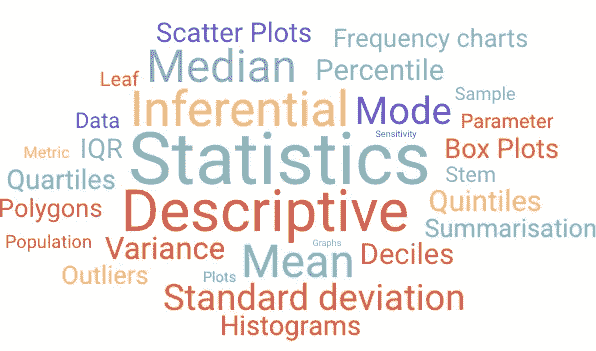 Scatter Plots
Frequency charts
Median
Percentile
Leaf
Inferential
Mode
Sample
Data
Parameter
Sensitivity
Metric
IQR
Statistics
Box Plots
Quartiles
Stem
Polygons
Descriptive
Quintiles
Summarisation
Population
Variance
Graphs
Mean
Deciles
Outliers
Plots
Standard deviation
Histograms